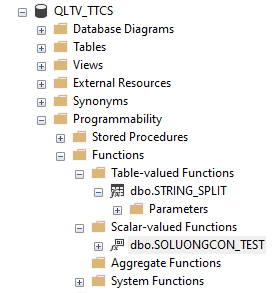 QLTV_TTCS
Database Diagrams
Tables
Views
External Resources
Synonyms
Programmability
Stored Procedures
Functions
Table-valued Functions
dbo.STRING_SPLIT
Parameters
Scalar-valued Functions
dbo.SOLUONGCON_TEST
Aggregate Functions
System Functions